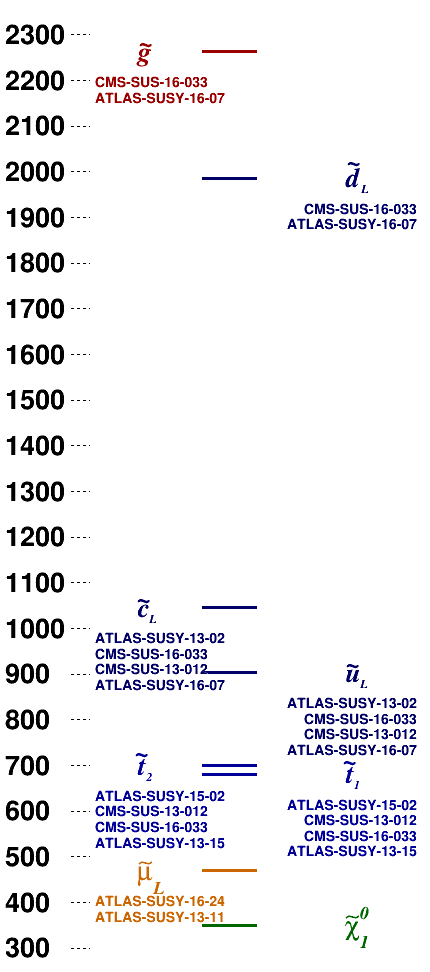 2300
g̃
2200
CMS-SUS-16-033
ATLAS-SUSY-16-07
2100
2000
d̃L
1900
CMS-SUS-16-033
ATLAS-SUSY-16-07
1800
1700
1600
1500
1400
1300
1200
1100
c̃L
1000
ATLAS-SUSY-13-02
CMS-SUS-16-033
CMS-SUS-13-012
ATLAS-SUSY-16-07
900
ũL
ATLAS-SUSY-13-02
CMS-SUS-16-033
CMS-SUS-13-012
ATLAS-SUSY-16-07
800
700
t̃2
ATLAS-SUSY-15-02
CMS-SUS-13-012
CMS-SUS-16-033
ATLAS-SUSY-13-15
t̃1
ATLAS-SUSY-15-02
CMS-SUS-13-012
CMS-SUS-16-033
ATLAS-SUSY-13-15
600
500
μ̃L
400
ATLAS-SUSY-16-24
ATLAS-SUSY-13-11
χ̃01
300